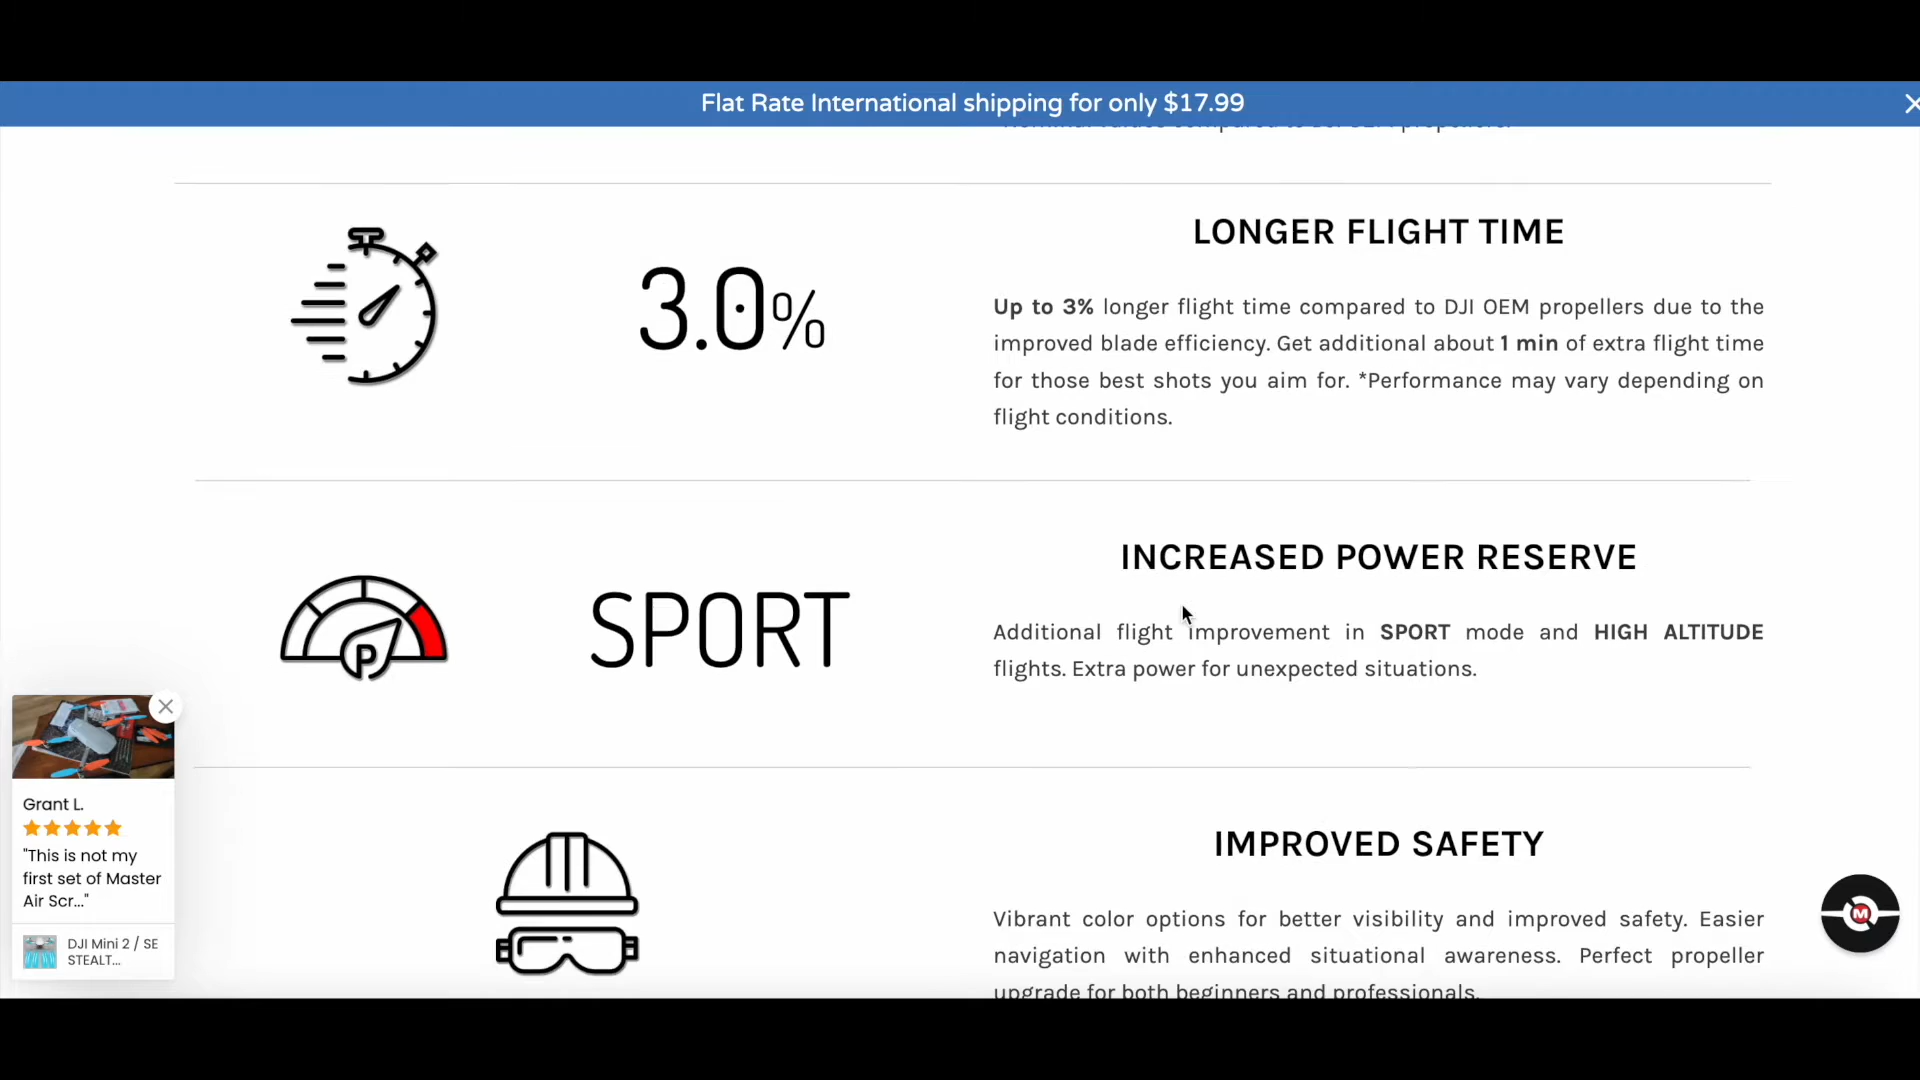 Flat Rate International shipping for only $17.99
LONGER FLIGHT TIME
3.0%
Up to 3% longer flight time compared to DJI OEM propellers due to the
improved blade efficiency. Get additional about 1 min of extra flight time
for those best shots you aim for. *Performance may vary depending on
flight conditions.
INCREASED POWER RESERVE
P
SPORT
Additional flight improvement in SPORT mode and HIGH ALTITUDE
flights. Extra power for unexpected situations.
IMPROVED SAFETY
Vibrant color options for better visibility and improved safety. Easier
navigation with enhanced situational awareness. Perfect propeller
upgrade for both beginners and professionals.
Grant L.
"This is not my
first set of Master
Air Scr..."
DJI Mini 2 / SE
STEALT...
M